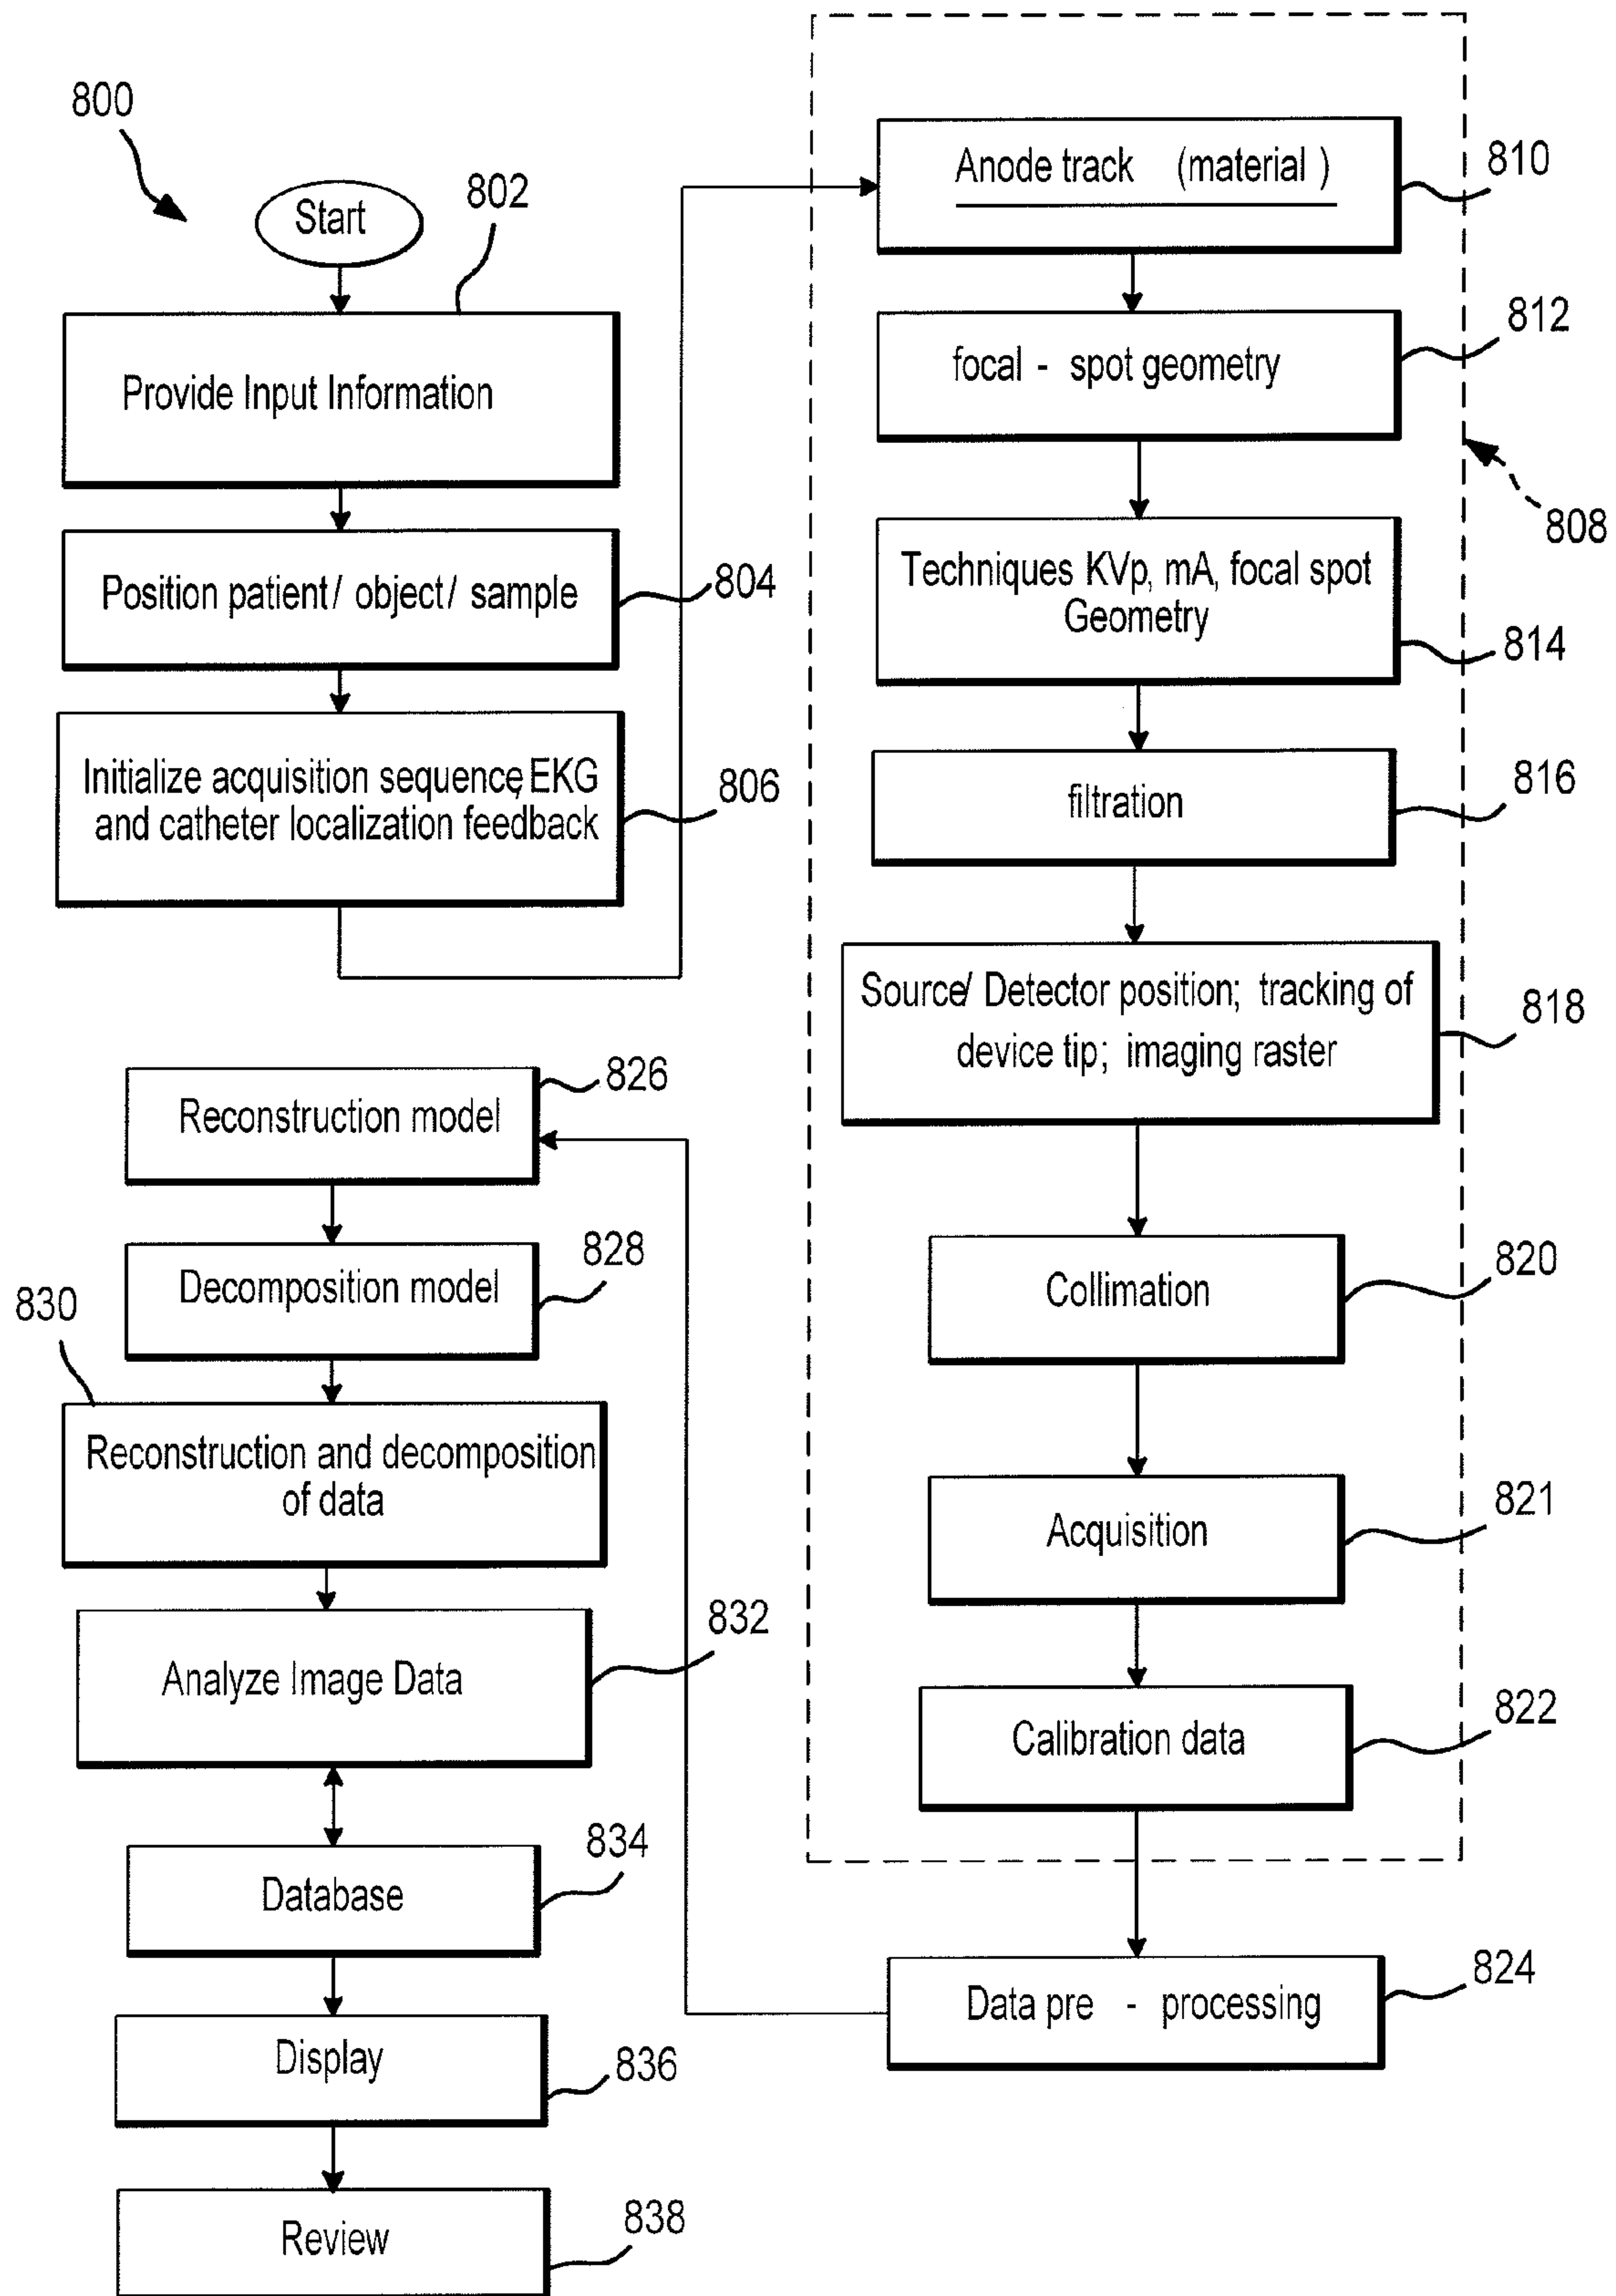 800
Start
802
Provide Input Information
Position patient/ object/ sample
804
Initialize acquisition sequence, EKG
and catheter localization feedback
806
808
Anode track (material )
810
focal - spot geometry
812
Techniques KVp, mA, focal spot
Geometry
814
filtration
816
Source/ Detector position; tracking of
device tip; imaging raster
818
Collimation
820
Acquisition
821
Calibration data
822
Data pre - processing
824
Reconstruction model
826
Decomposition model
828
830
Reconstruction and decomposition
of data
Analyze Image Data
832
Database
834
Display
836
Review
838